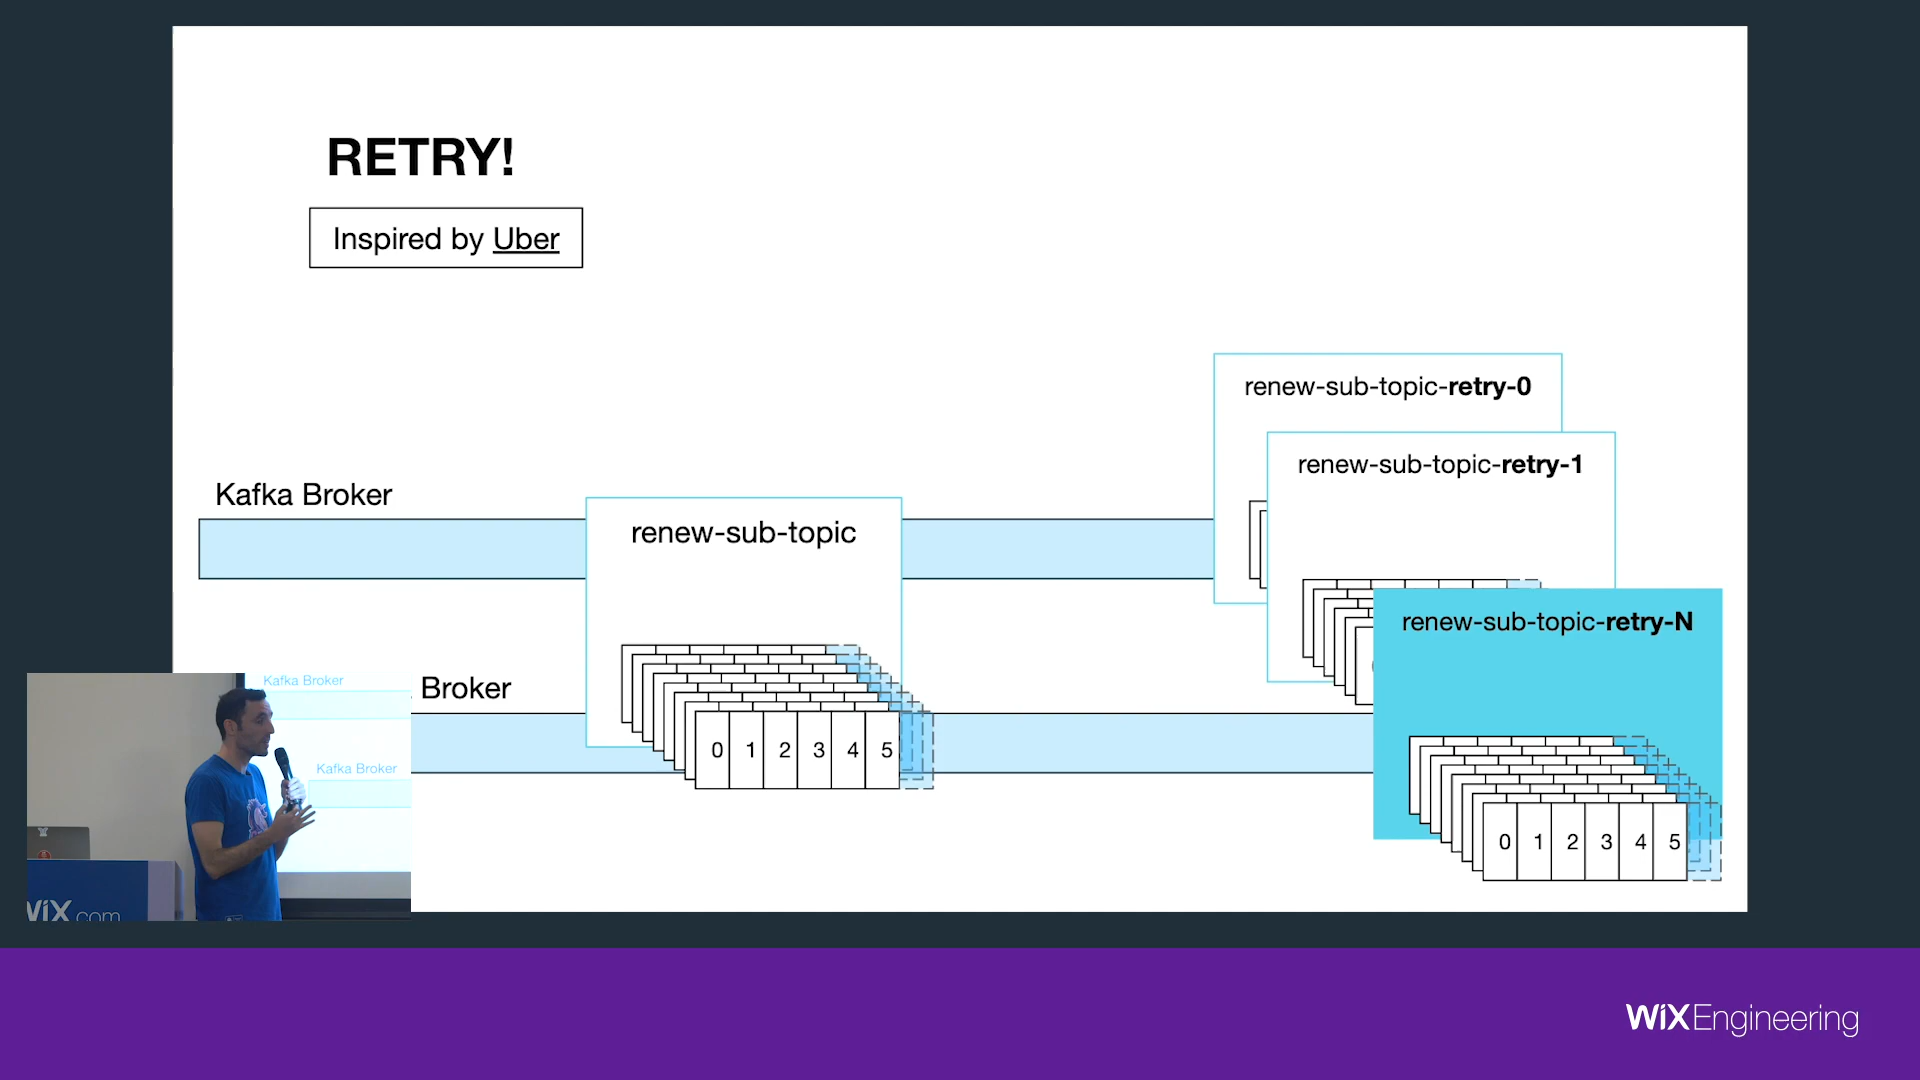 RETRY!
Inspired by Uber
renew-sub-topic-retry-0
renew-sub-topic-retry-1
Kafka Broker
renew-sub-topic
renew-sub-topic-retry-N
Broker
0 1 2 3 4 5
0 1 2 3 4 5
Kafka Broker
Kafka Broker
WiX.com
WiXEngineering